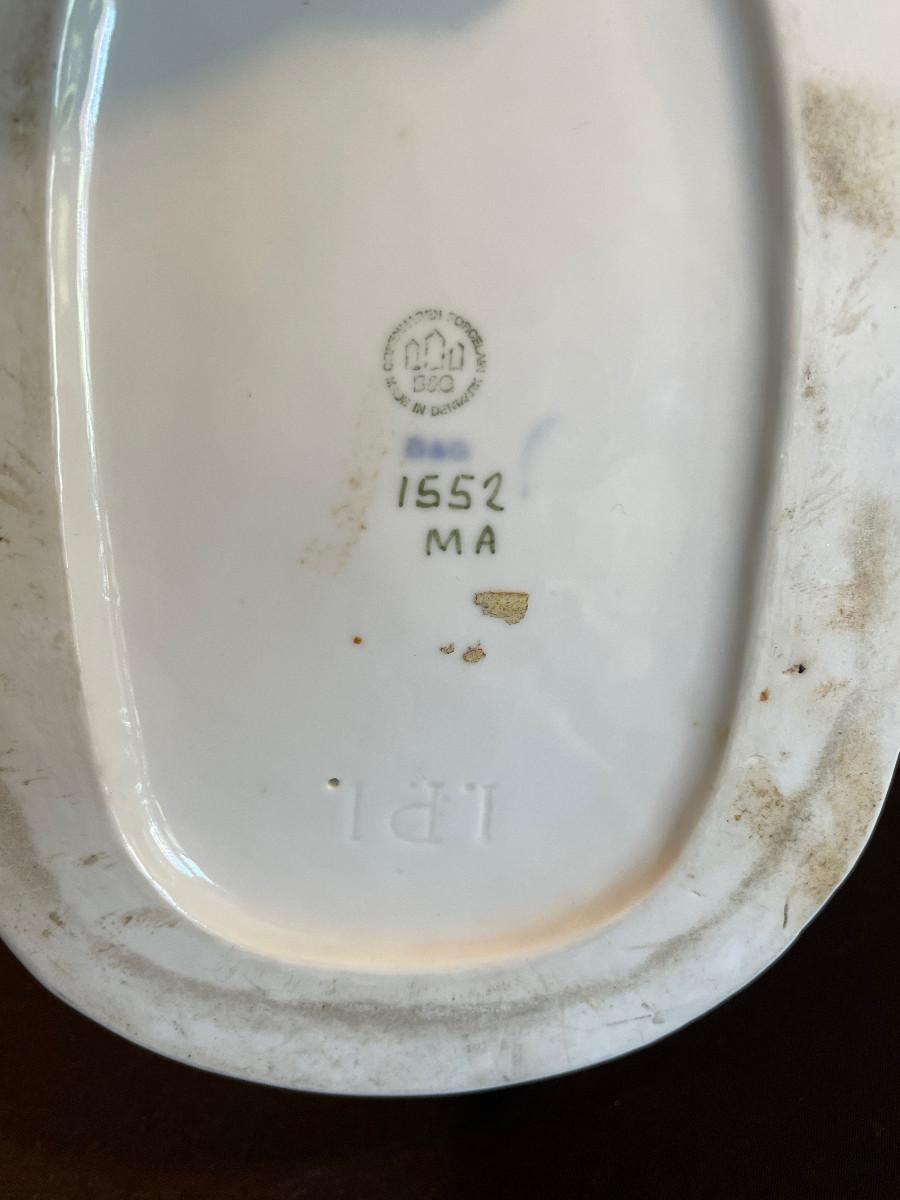 COPENHAGEN PORCELAIN
B&G
MADE IN DENMARK
B&G
1552
MA
I.P.I.